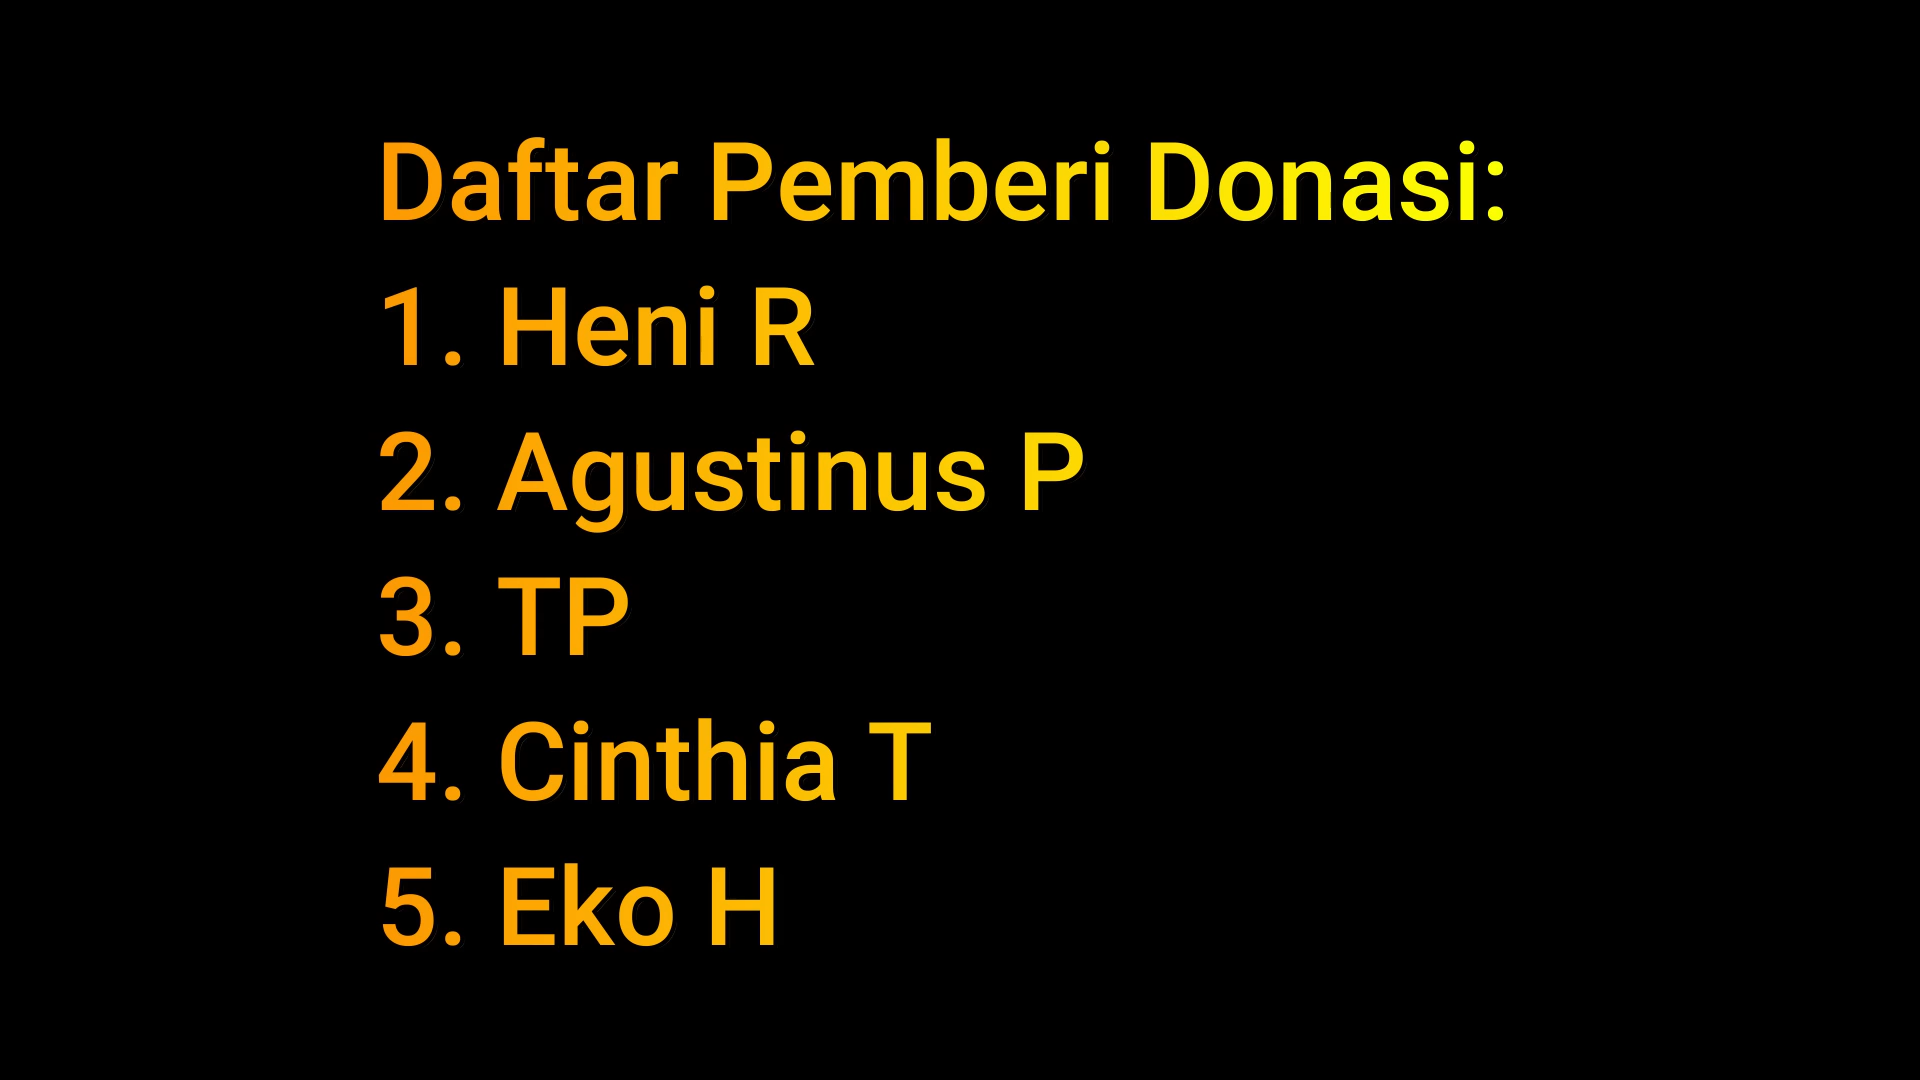 Daftar Pemberi Donasi:
1. Heni R
2. Agustinus P
3. TP
4. Cinthia T
5. Eko H